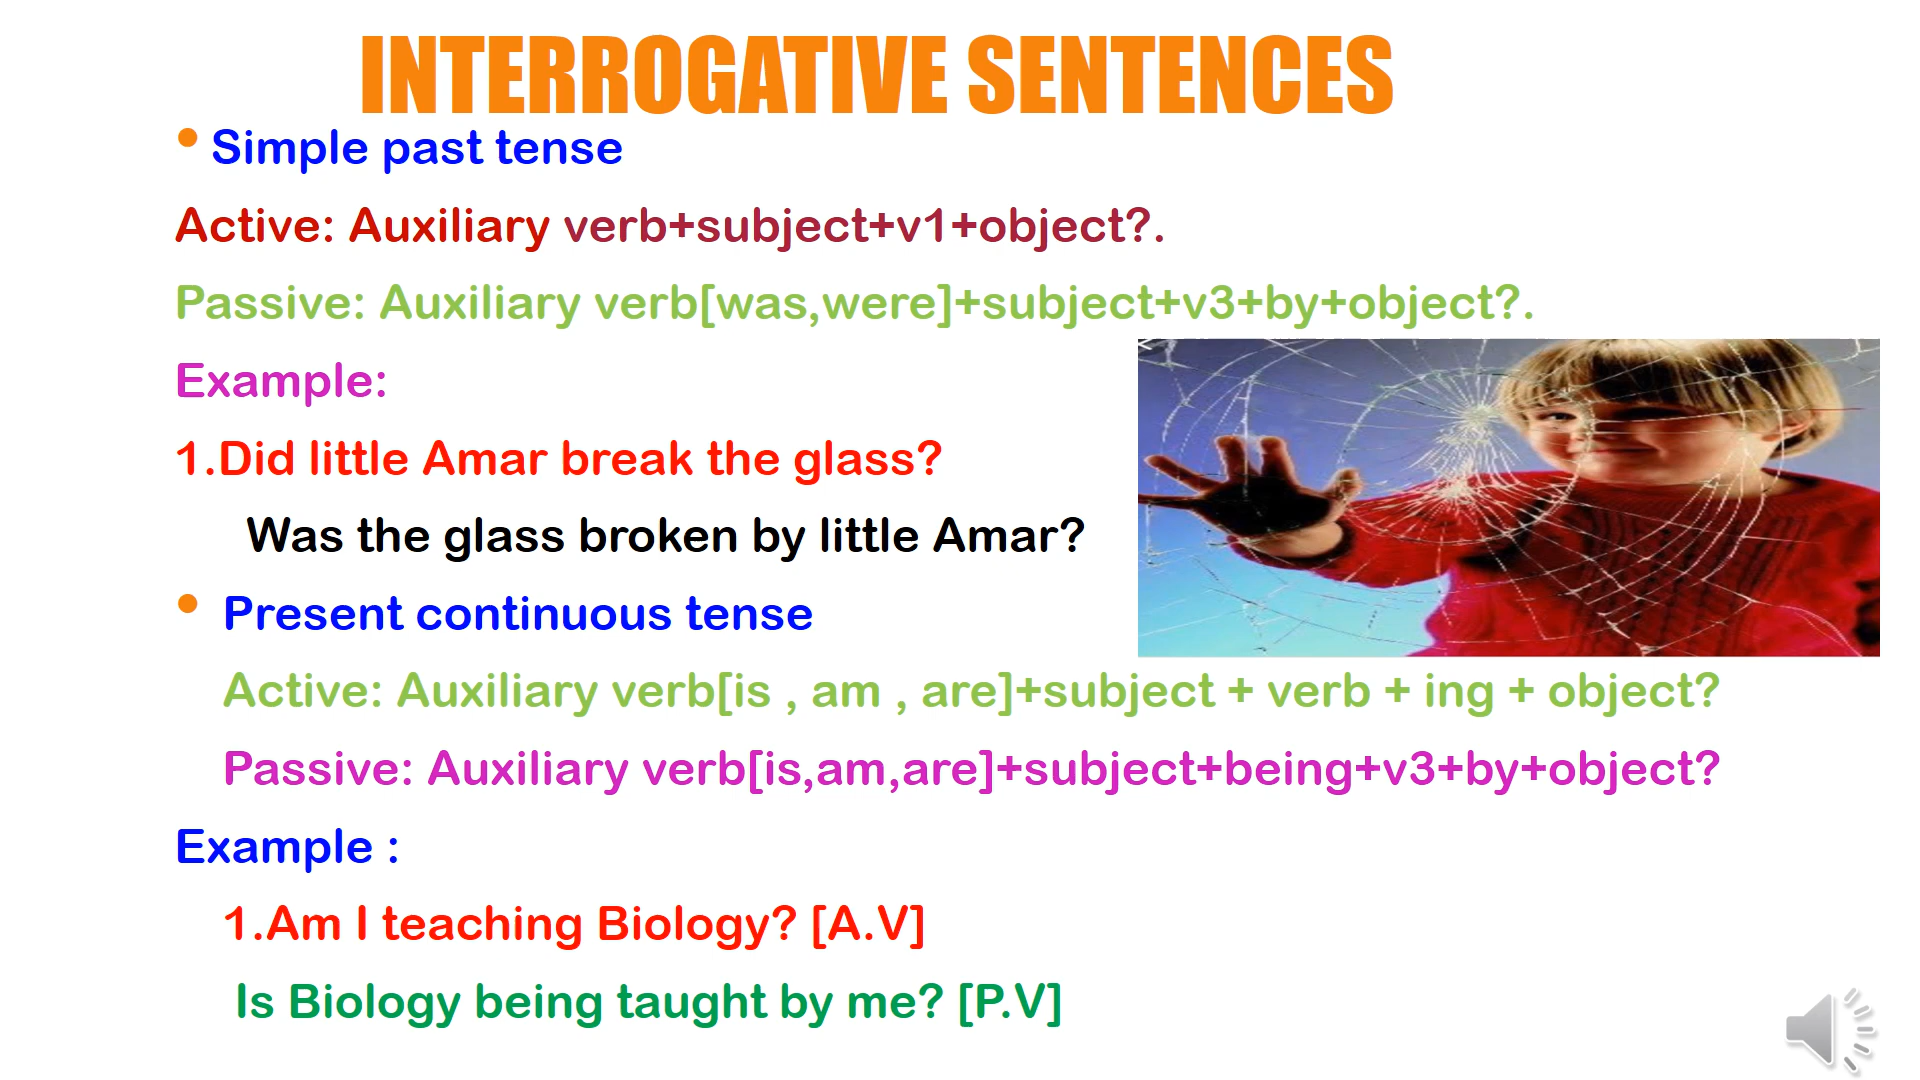 INTERROGATIVE SENTENCES
• Simple past tense
Active: Auxiliary verb+subject+v1+object?.
Passive: Auxiliary verb[was,were]+subject+v3+by+object?.
Example:
1.Did little Amar break the glass?
Was the glass broken by little Amar?
• Present continuous tense
Active: Auxiliary verb[is , am , are]+subject + verb + ing + object?
Passive: Auxiliary verb[is,am,are]+subject+being+v3+by+object?
Example :
1.Am I teaching Biology? [A.V]
Is Biology being taught by me? [P.V]